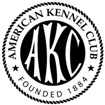 AMERICAN KENNEL CLUB
AKC
FOUNDED 1884